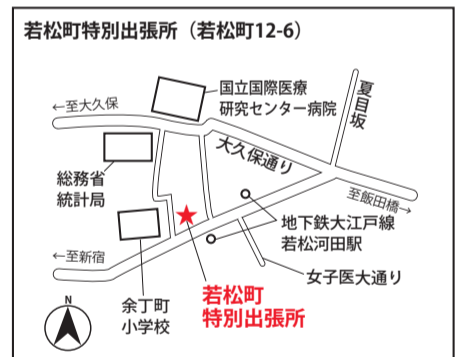 若松町特別出張所（若松町12-6）
国立国際医療
研究センター病院
夏目坂
←至大久保
大久保通り
総務省
統計局
至飯田橋→
地下鉄大江戸線
若松河田駅
←至新宿
女子医大通り
若松町
特別出張所
余丁町
小学校
N